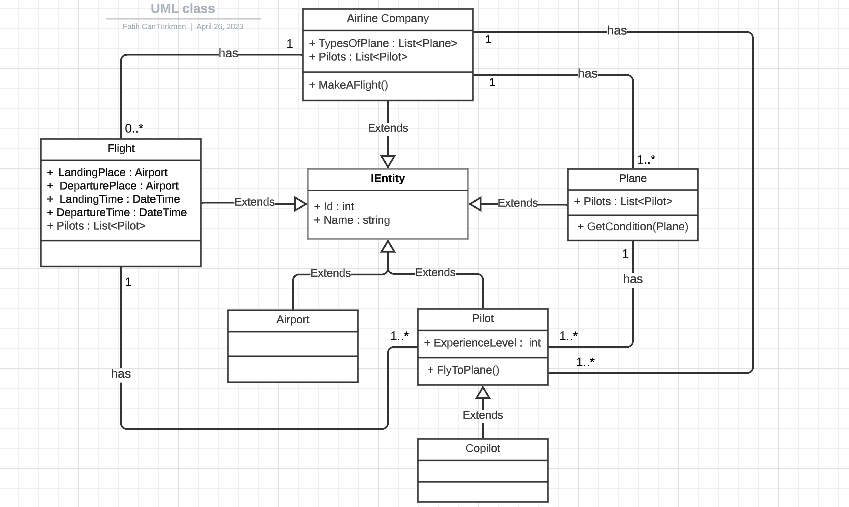 UML class
Fatih CanTürkmen | April 26, 2023
Airline Company
+ TypesOfPlane : List<Plane>
+ Pilots : List<Pilot>
+ MakeAFlight()
1
has
1
has
1
has
0..*
Extends
1..*
Flight
+ LandingPlace : Airport
+ DeparturePlace : Airport
+ LandingTime : DateTime
+ DepartureTime : DateTime
+ Pilots : List<Pilot>
Extends
IEntity
+ Id : int
+ Name : string
Extends
Plane
+ Pilots : List<Pilot>
+ GetCondition(Plane)
1
has
Extends
Extends
1
Airport
Pilot
+ ExperienceLevel : int
+ FlyToPlane()
1..*
1..*
1..*
has
Extends
Copilot